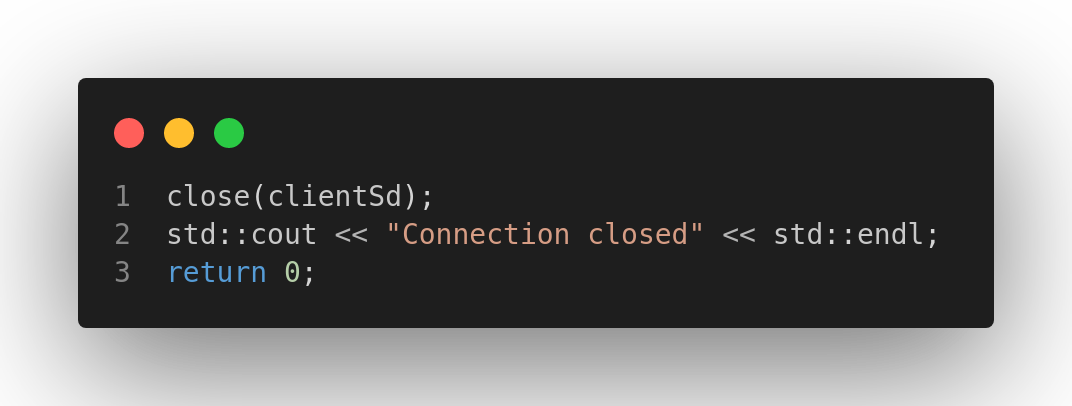 1 close(clientSd);
2 std::cout << "Connection closed" << std::endl;
3 return 0;